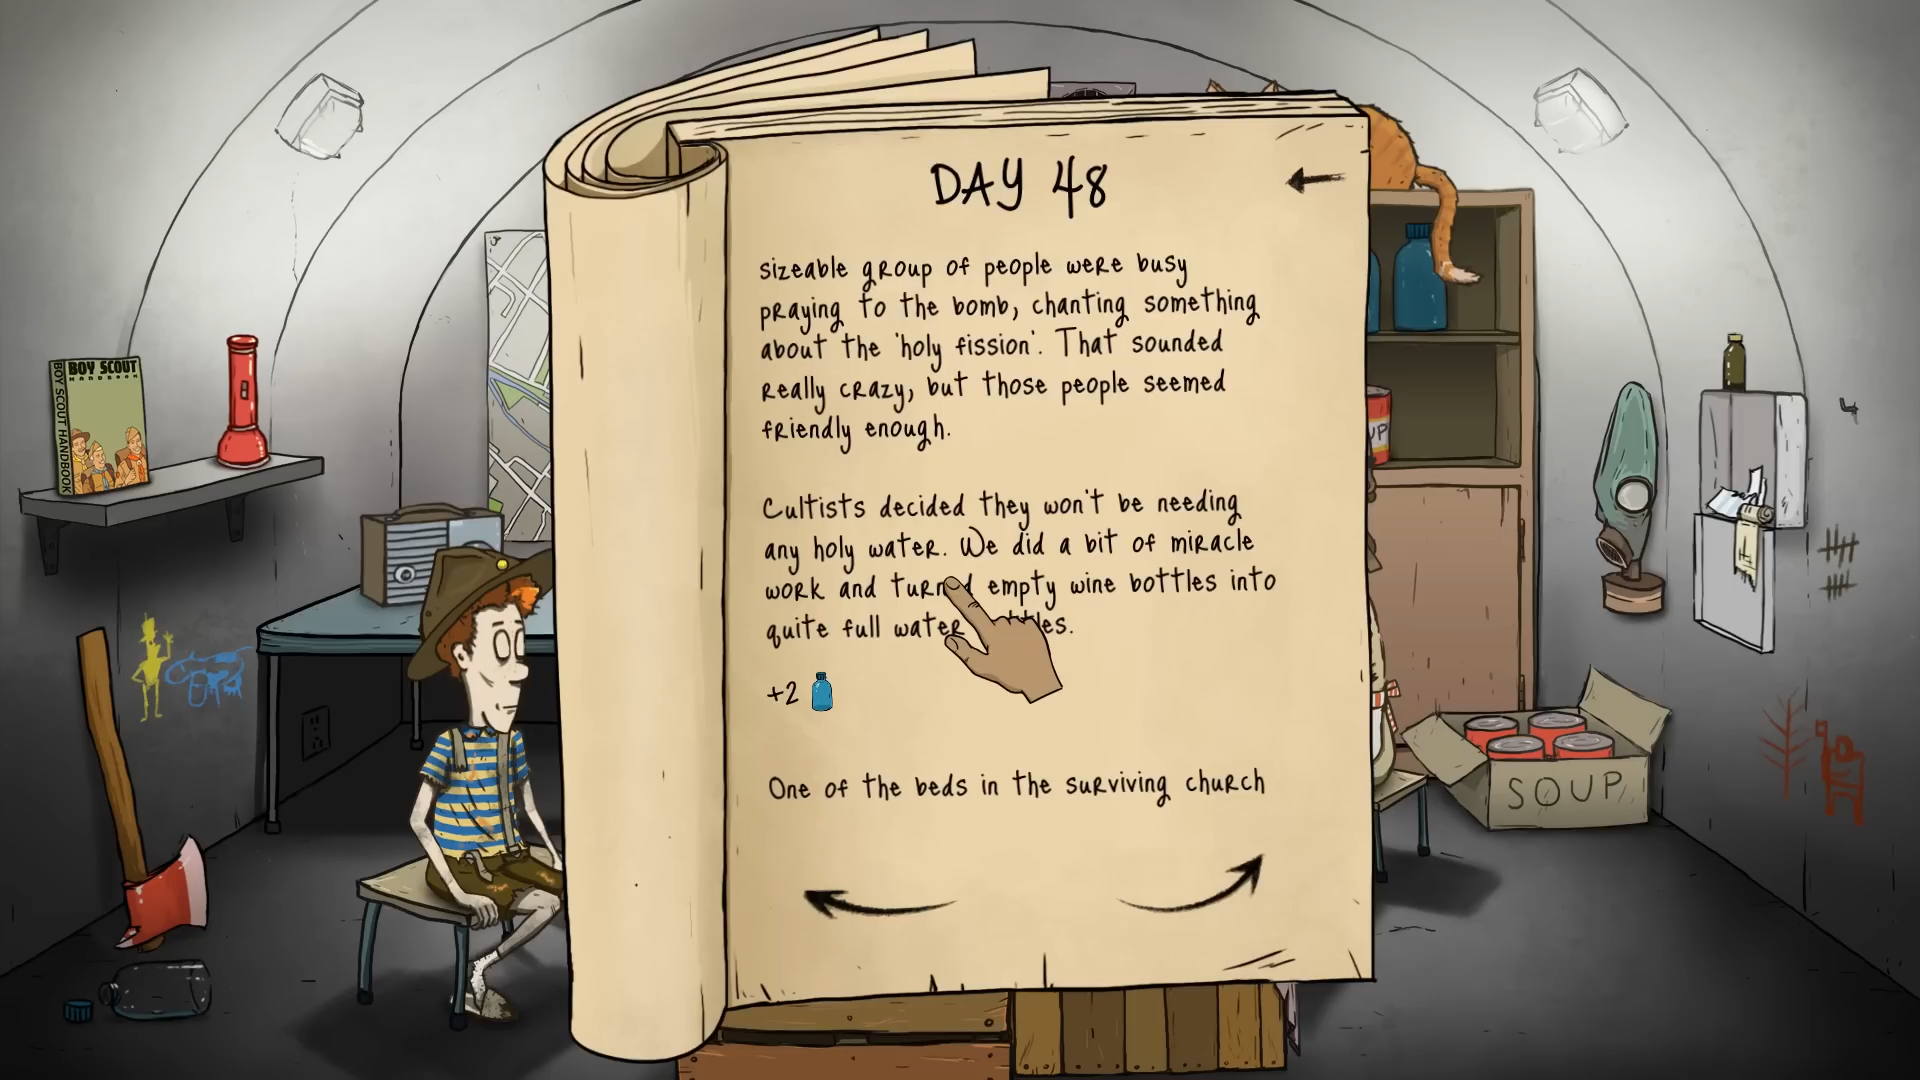 DAY 48
sizeable group of people were busy
praying to the bomb, chanting something
about the 'holy fission'. That sounded
really crazy, but those people seemed
friendly enough.
Cultists decided they won't be needing
any holy water. We did a bit of miracle
work and empty wine bottles into
quite full water
+2
One of the beds in the surviving church
BOY SCOUT
HANDBOOK
BOY SCOUT HANDBOOK
SOUP